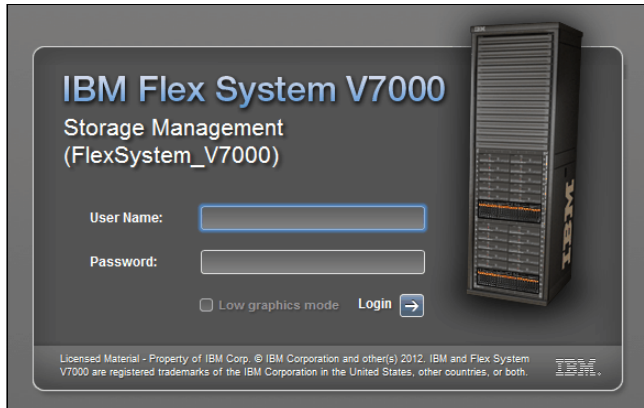 IBM Flex System V7000
Storage Management
(FlexSystem_V7000)
User Name:
Password:
Low graphics mode
Login
IBM
Licensed Material - Property of IBM Corp. © IBM Corporation and other(s) 2012. IBM and Flex System
V7000 are registered trademarks of the IBM Corporation in the United States, other countries, or both.
IBM.